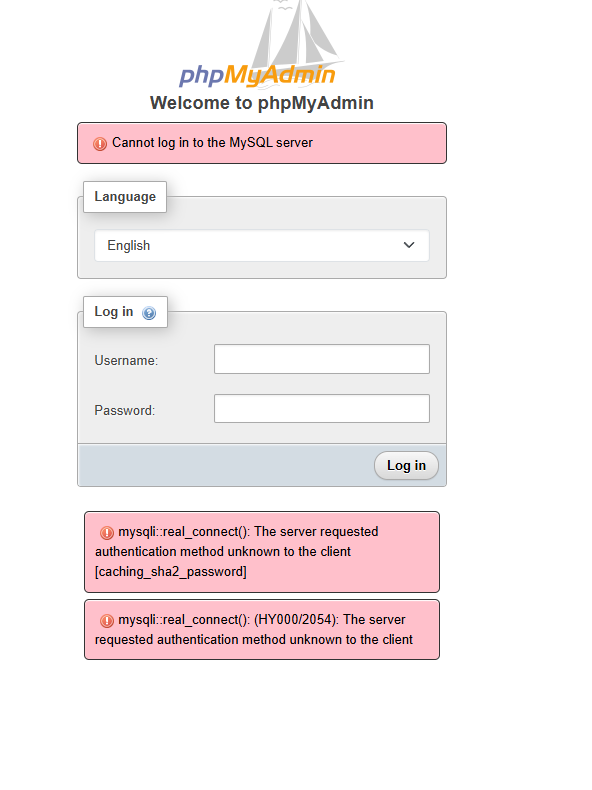 phpMyAdmin
Welcome to phpMyAdmin
Cannot log in to the MySQL server
Language
English
Log in
Username:
Password:
Log in
mysqli::real_connect(): The server requested
authentication method unknown to the client
[caching_sha2_password]
mysqli::real_connect(): (HY000/2054): The server
requested authentication method unknown to the client